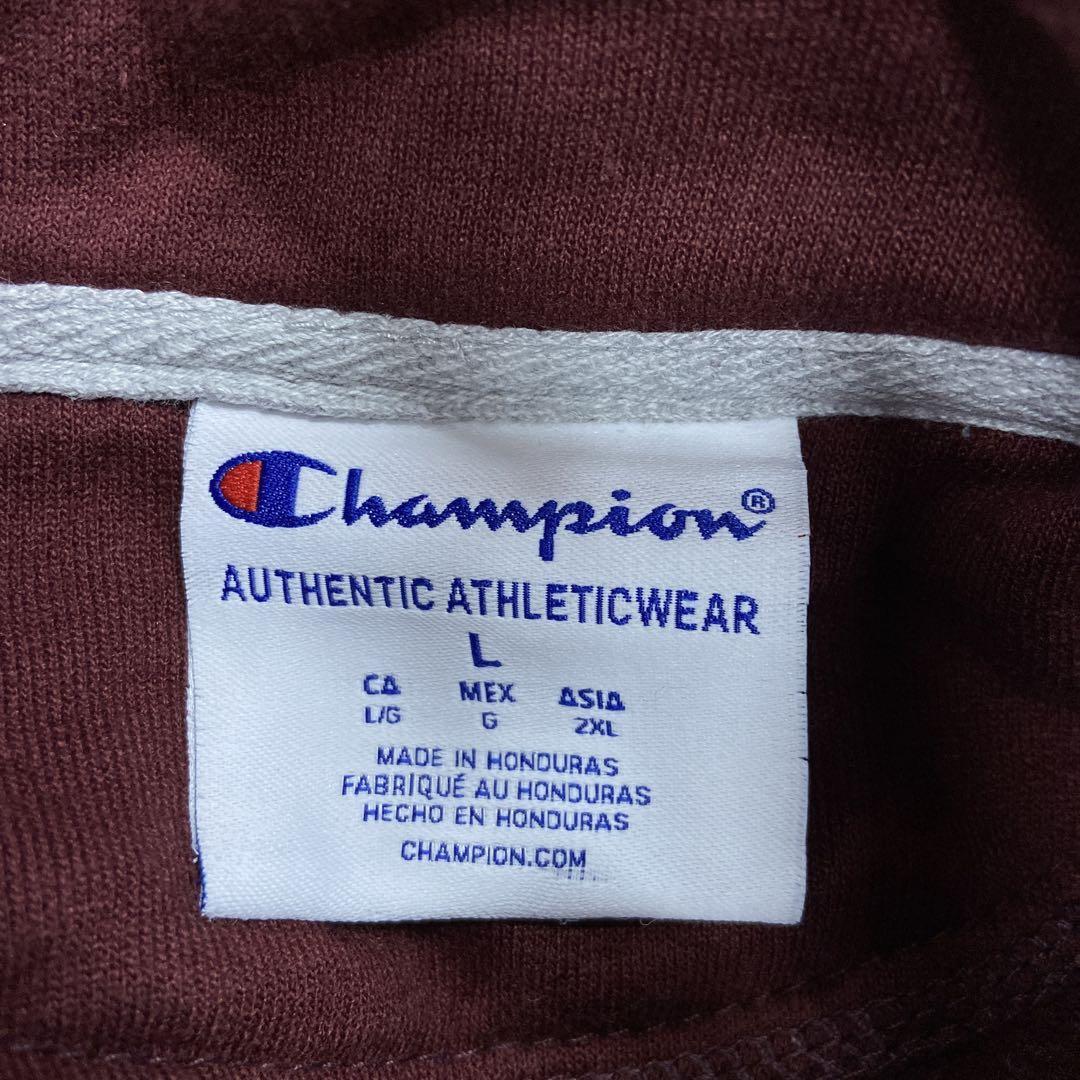 Champion®
AUTHENTIC ATHLETICWEAR
L
CA MEX ASIA
L/G G 2XL
MADE IN HONDURAS
FABRIQUÉ AU HONDURAS
HECHO EN HONDURAS
CHAMPION.COM